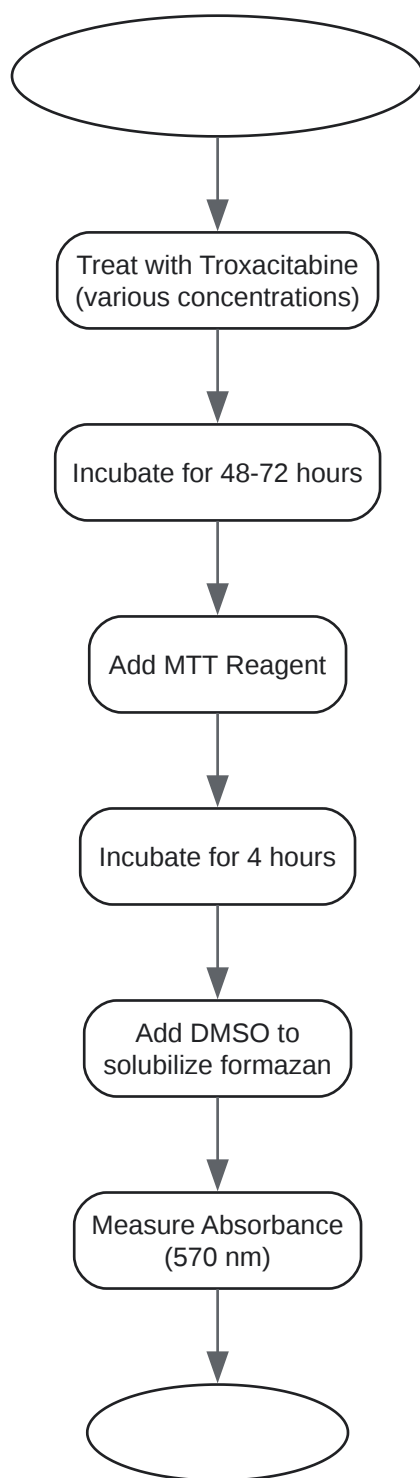 Treat with Troxacitabine
(various concentrations)
Incubate for 48-72 hours
Add MTT Reagent
Incubate for 4 hours
Add DMSO to
solubilize formazan
Measure Absorbance
(570 nm)